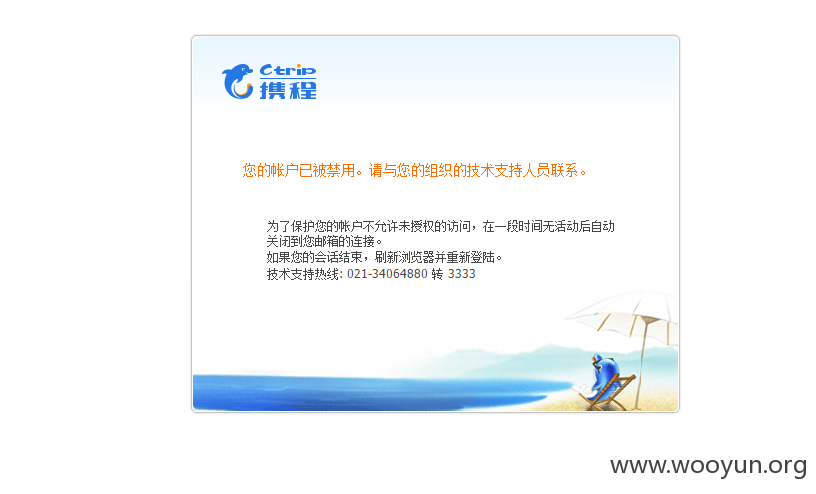 Ctrip
携程
您的帐户已被禁用。请与您的组织的技术支持人员联系。
为了保护您的帐户不允许未授权的访问，在一段时间无活动后自动
关闭到您邮箱的连接。
如果您的会话结束，刷新浏览器并重新登陆。
技术支持热线: 021-34064880 转 3333
www.wooyun.org